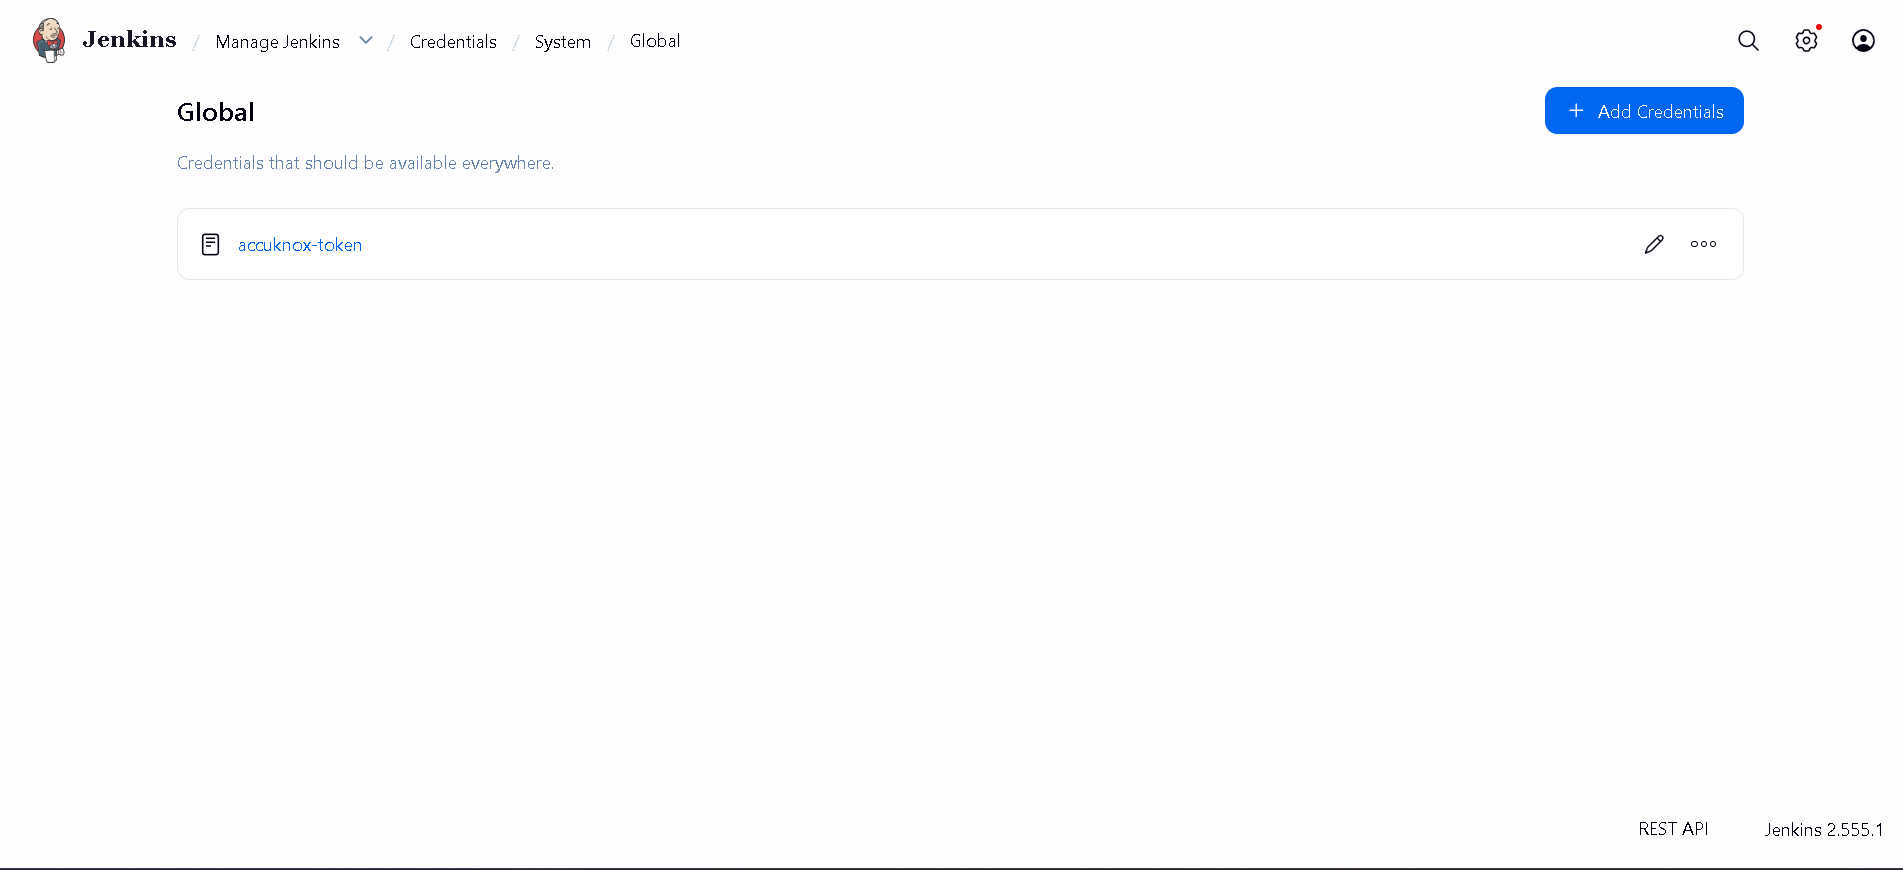 Jenkins / Manage Jenkins / Credentials / System / Global
Global
Add Credentials
Credentials that should be available everywhere.
accuknox-token
REST API
Jenkins 2.555.1